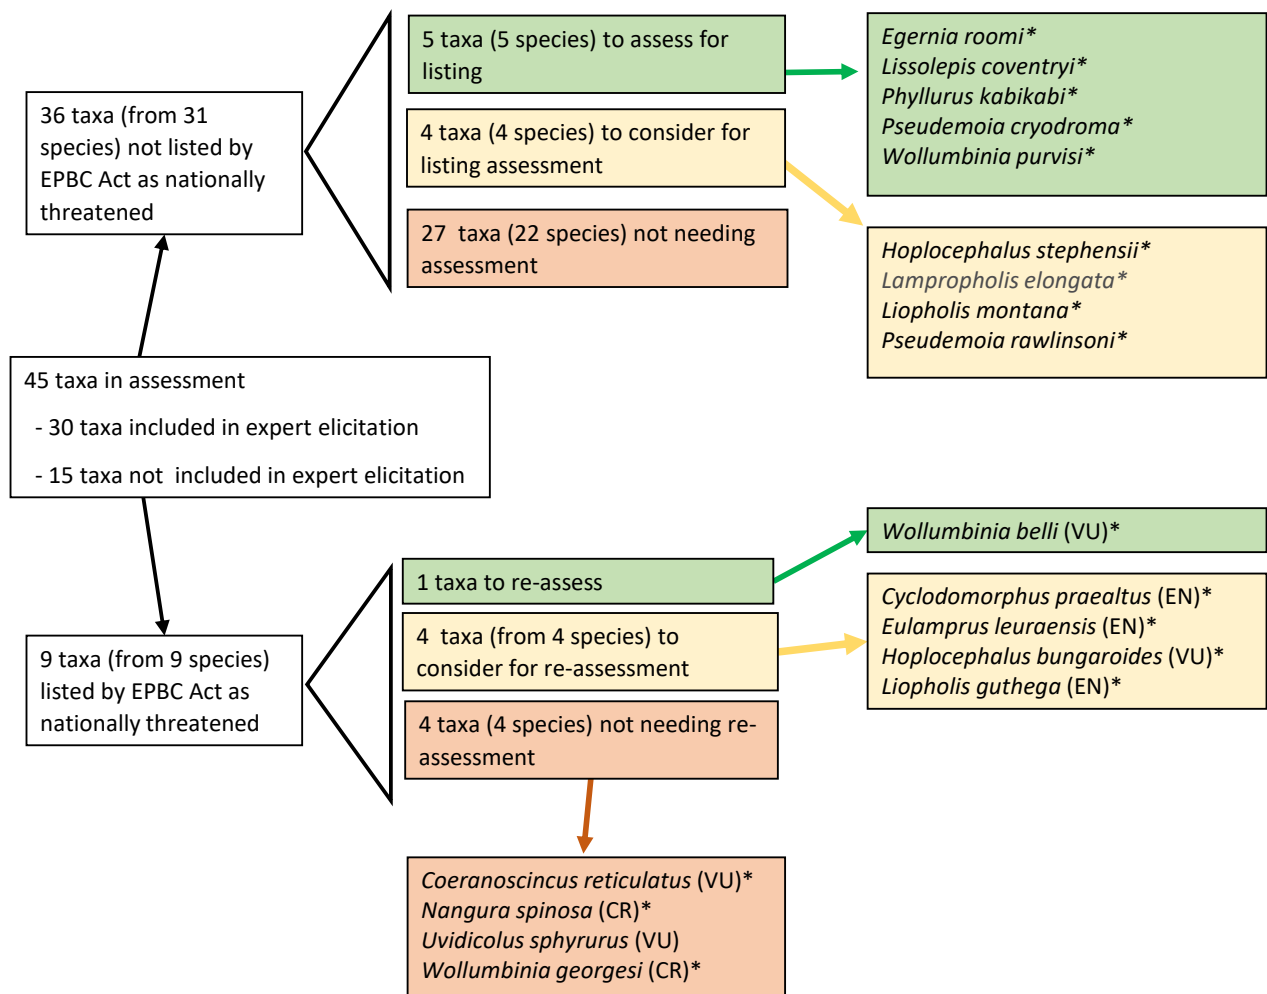 5 taxa (5 species) to assess for
listing
Egernia roomi*
Lissolepis coventryi*
Phyllurus kabikabi*
Pseudemoia cryodroma*
Wollumbinia purvisi*
36 taxa (from 31
species) not listed by
EPBC Act as nationally
threatened
4 taxa (4 species) to consider for
listing assessment
27  taxa (22 species) not needing
assessment
Hoplocephalus stephensii*
Lampropholis elongata*
Liopholis montana*
Pseudemoia rawlinsoni*
45 taxa in assessment
- 30 taxa included in expert elicitation
- 15 taxa not  included in expert elicitation
Wollumbinia belli (VU)*
1 taxa to re-assess
4  taxa (from 4 species) to
consider for re-assessment
Cyclodomorphus praealtus (EN)*
Eulamprus leuraensis (EN)*
Hoplocephalus bungaroides (VU)*
Liopholis guthega (EN)*
9 taxa (from 9 species)
listed by EPBC Act as
nationally threatened
4 taxa (4 species) not needing re-
assessment
Coeranoscincus reticulatus (VU)*
Nangura spinosa (CR)*
Uvidicolus sphyrurus (VU)
Wollumbinia georgesi (CR)*